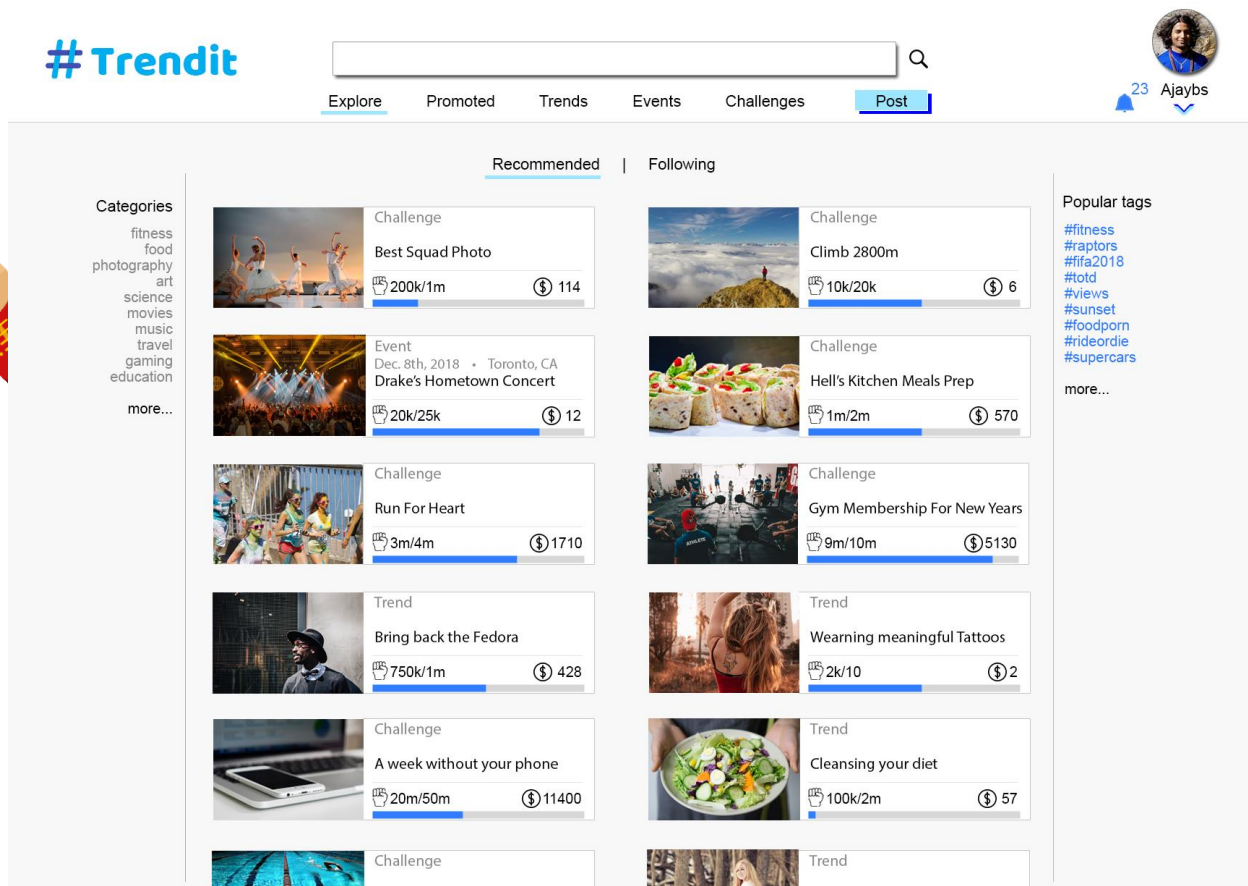 # Trendit
Explore Promoted Trends Events Challenges Post
23 Ajaybs
Recommended | Following
Categories
fitness
food
photography
art
science
movies
music
travel
gaming
education
more...
Challenge
Best Squad Photo
200k/1m $ 114
Challenge
Climb 2800m
10k/20k $ 6
Event
Dec. 8th, 2018 • Toronto, CA
Drake's Hometown Concert
20k/25k $ 12
Challenge
Hell's Kitchen Meals Prep
1m/2m $ 570
Challenge
Run For Heart
3m/4m $ 1710
ATHLETE
Challenge
Gym Membership For New Years
9m/10m $ 5130
Trend
Bring back the Fedora
750k/1m $ 428
Trend
Wearning meaningful Tattoos
2k/10 $ 2
Challenge
A week without your phone
20m/50m $ 11400
Trend
Cleansing your diet
100k/2m $ 57
Challenge
Trend
Popular tags
#fitness
#raptors
#fifa2018
#totd
#views
#sunset
#foodporn
#rideordie
#supercars
more...